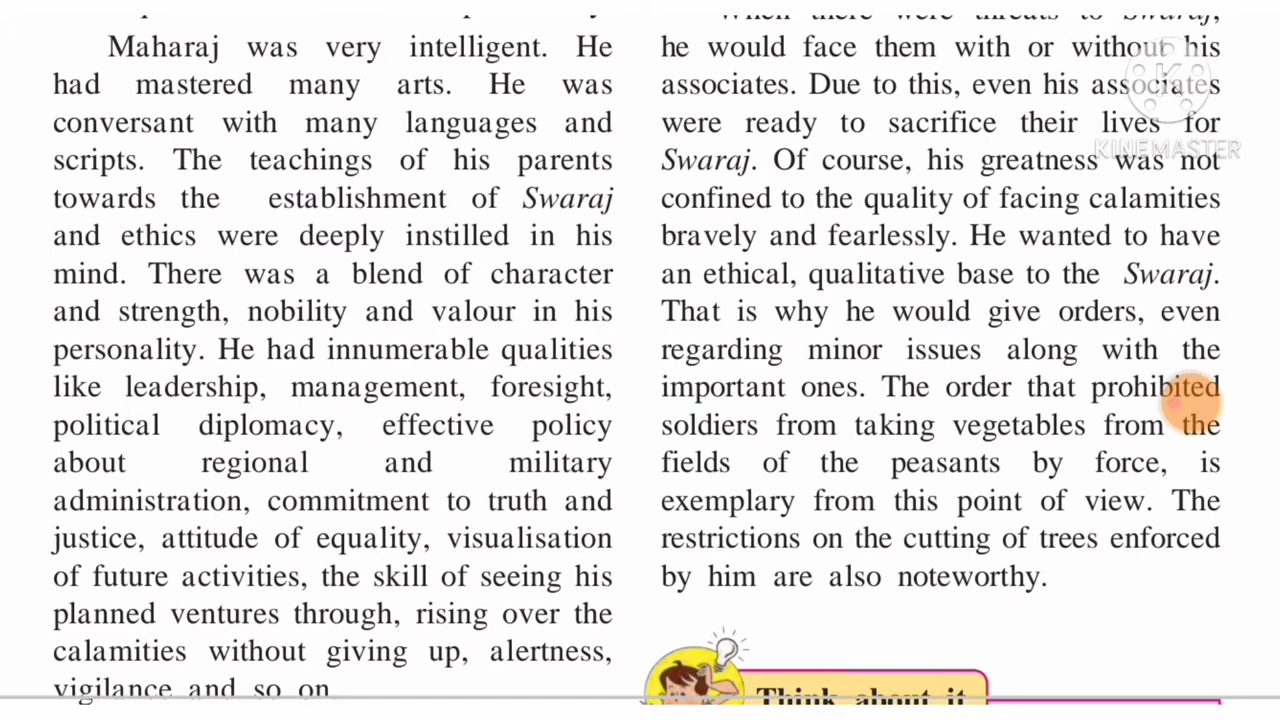 Maharaj was very intelligent. He
had mastered many arts. He was
conversant with many languages and
scripts. The teachings of his parents
towards the establishment of Swaraj
and ethics were deeply instilled in his
mind. There was a blend of character
and strength, nobility and valour in his
personality. He had innumerable qualities
like leadership, management, foresight,
political diplomacy, effective policy
about regional and military
administration, commitment to truth and
justice, attitude of equality, visualisation
of future activities, the skill of seeing his
planned ventures through, rising over the
calamities without giving up, alertness,
vigilance and so on
When there were threats to Swaraj,
he would face them with or without his
associates. Due to this, even his associates
were ready to sacrifice their lives for
Swaraj. Of course, his greatness was not
confined to the quality of facing calamities
bravely and fearlessly. He wanted to have
an ethical, qualitative base to the Swaraj.
That is why he would give orders, even
regarding minor issues along with the
important ones. The order that prohibited
soldiers from taking vegetables from the
fields of the peasants by force, is
exemplary from this point of view. The
restrictions on the cutting of trees enforced
by him are also noteworthy.
Think about it
K
KINEMASTER